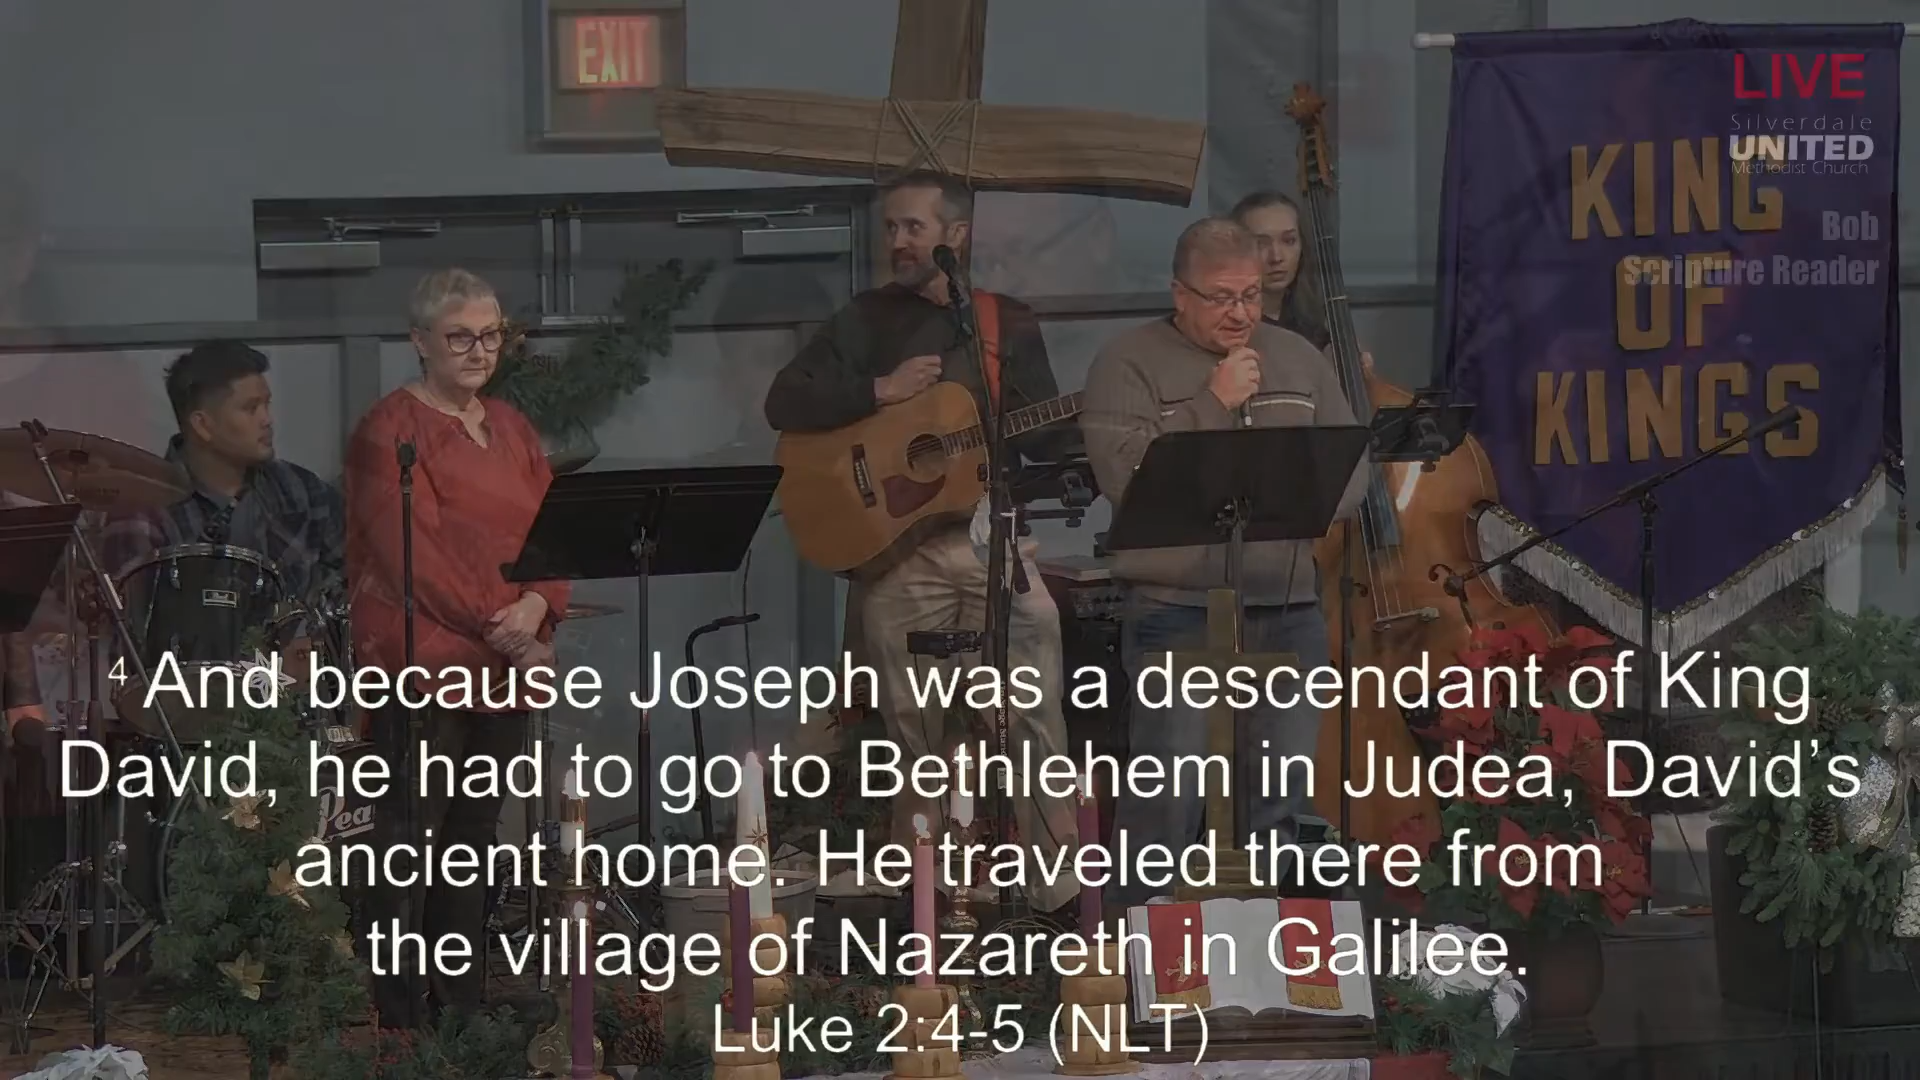 EXIT
LIVE
Silverdale
UNITED
Methodist Church
KING
OF
KINGS
Bob
Scripture Reader
4 And because Joseph was a descendant of King
David, he had to go to Bethlehem in Judea, David’s
ancient home. He traveled there from
the village of Nazareth in Galilee.
Luke 2:4-5 (NLT)
Pearl